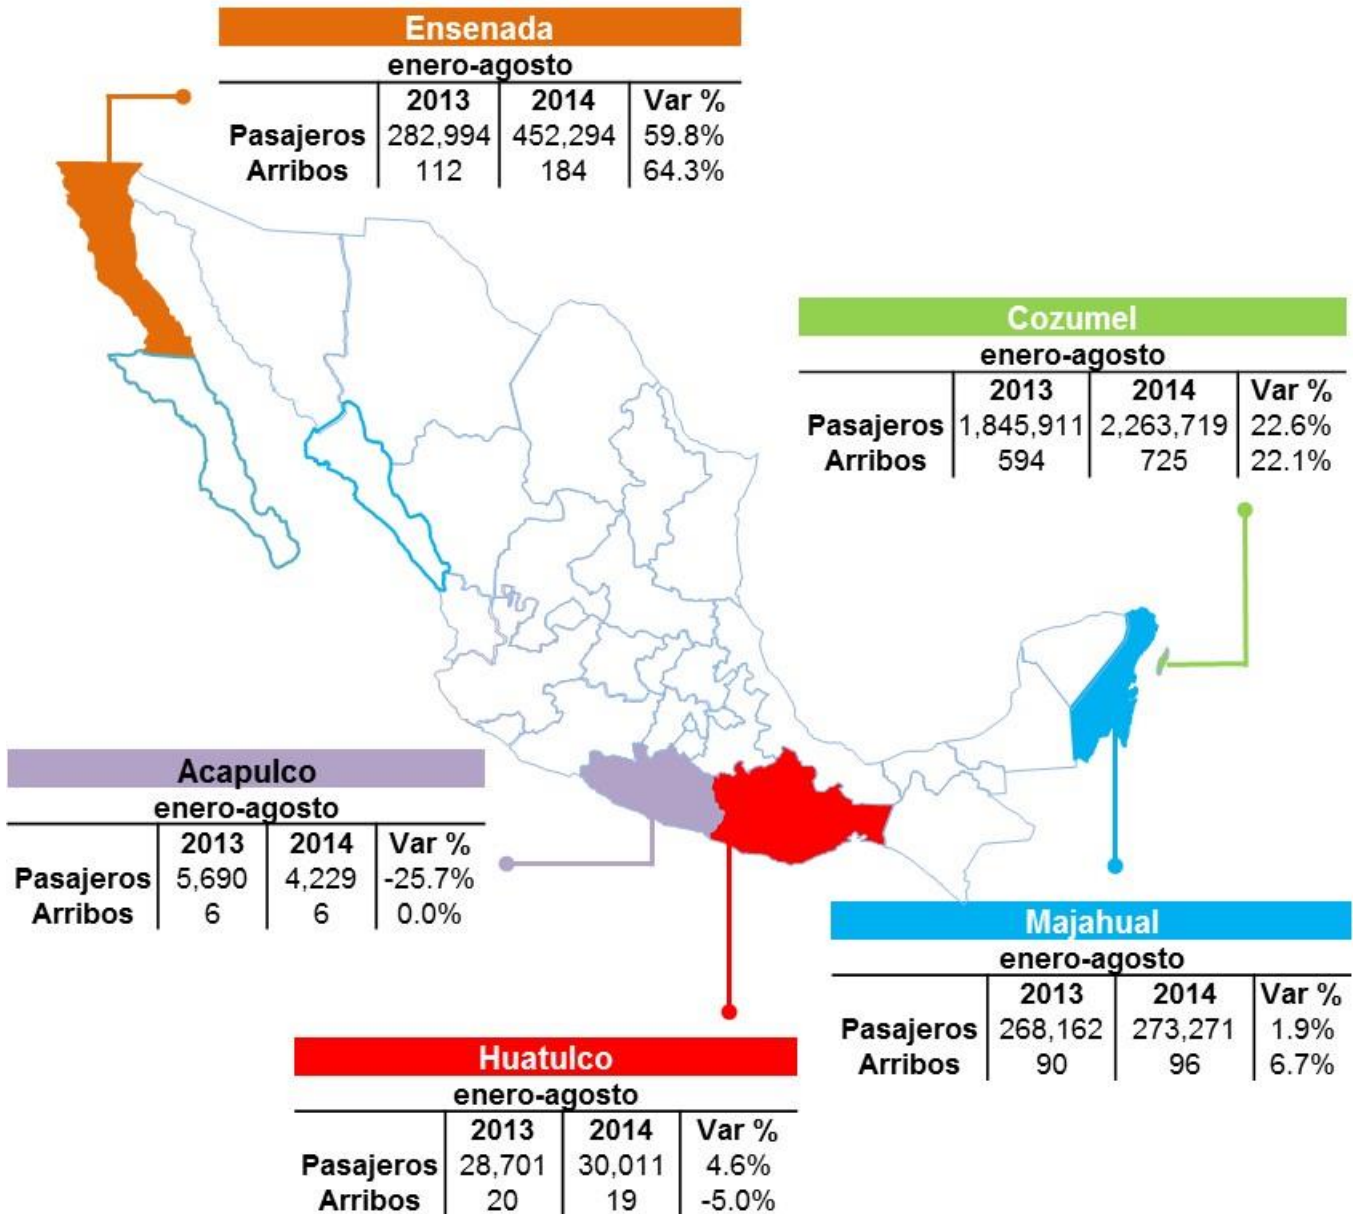 Ensenada
enero-agosto
2013 2014 Var %
Pasajeros 282,994 452,294 59.8%
Arribos 112 184 64.3%
Cozumel
enero-agosto
2013 2014 Var %
Pasajeros 1,845,911 2,263,719 22.6%
Arribos 594 725 22.1%
Acapulco
enero-agosto
2013 2014 Var %
Pasajeros 5,690 4,229 -25.7%
Arribos 6 6 0.0%
Majahual
enero-agosto
2013 2014 Var %
Pasajeros 268,162 273,271 1.9%
Arribos 90 96 6.7%
Huatulco
enero-agosto
2013 2014 Var %
Pasajeros 28,701 30,011 4.6%
Arribos 20 19 -5.0%